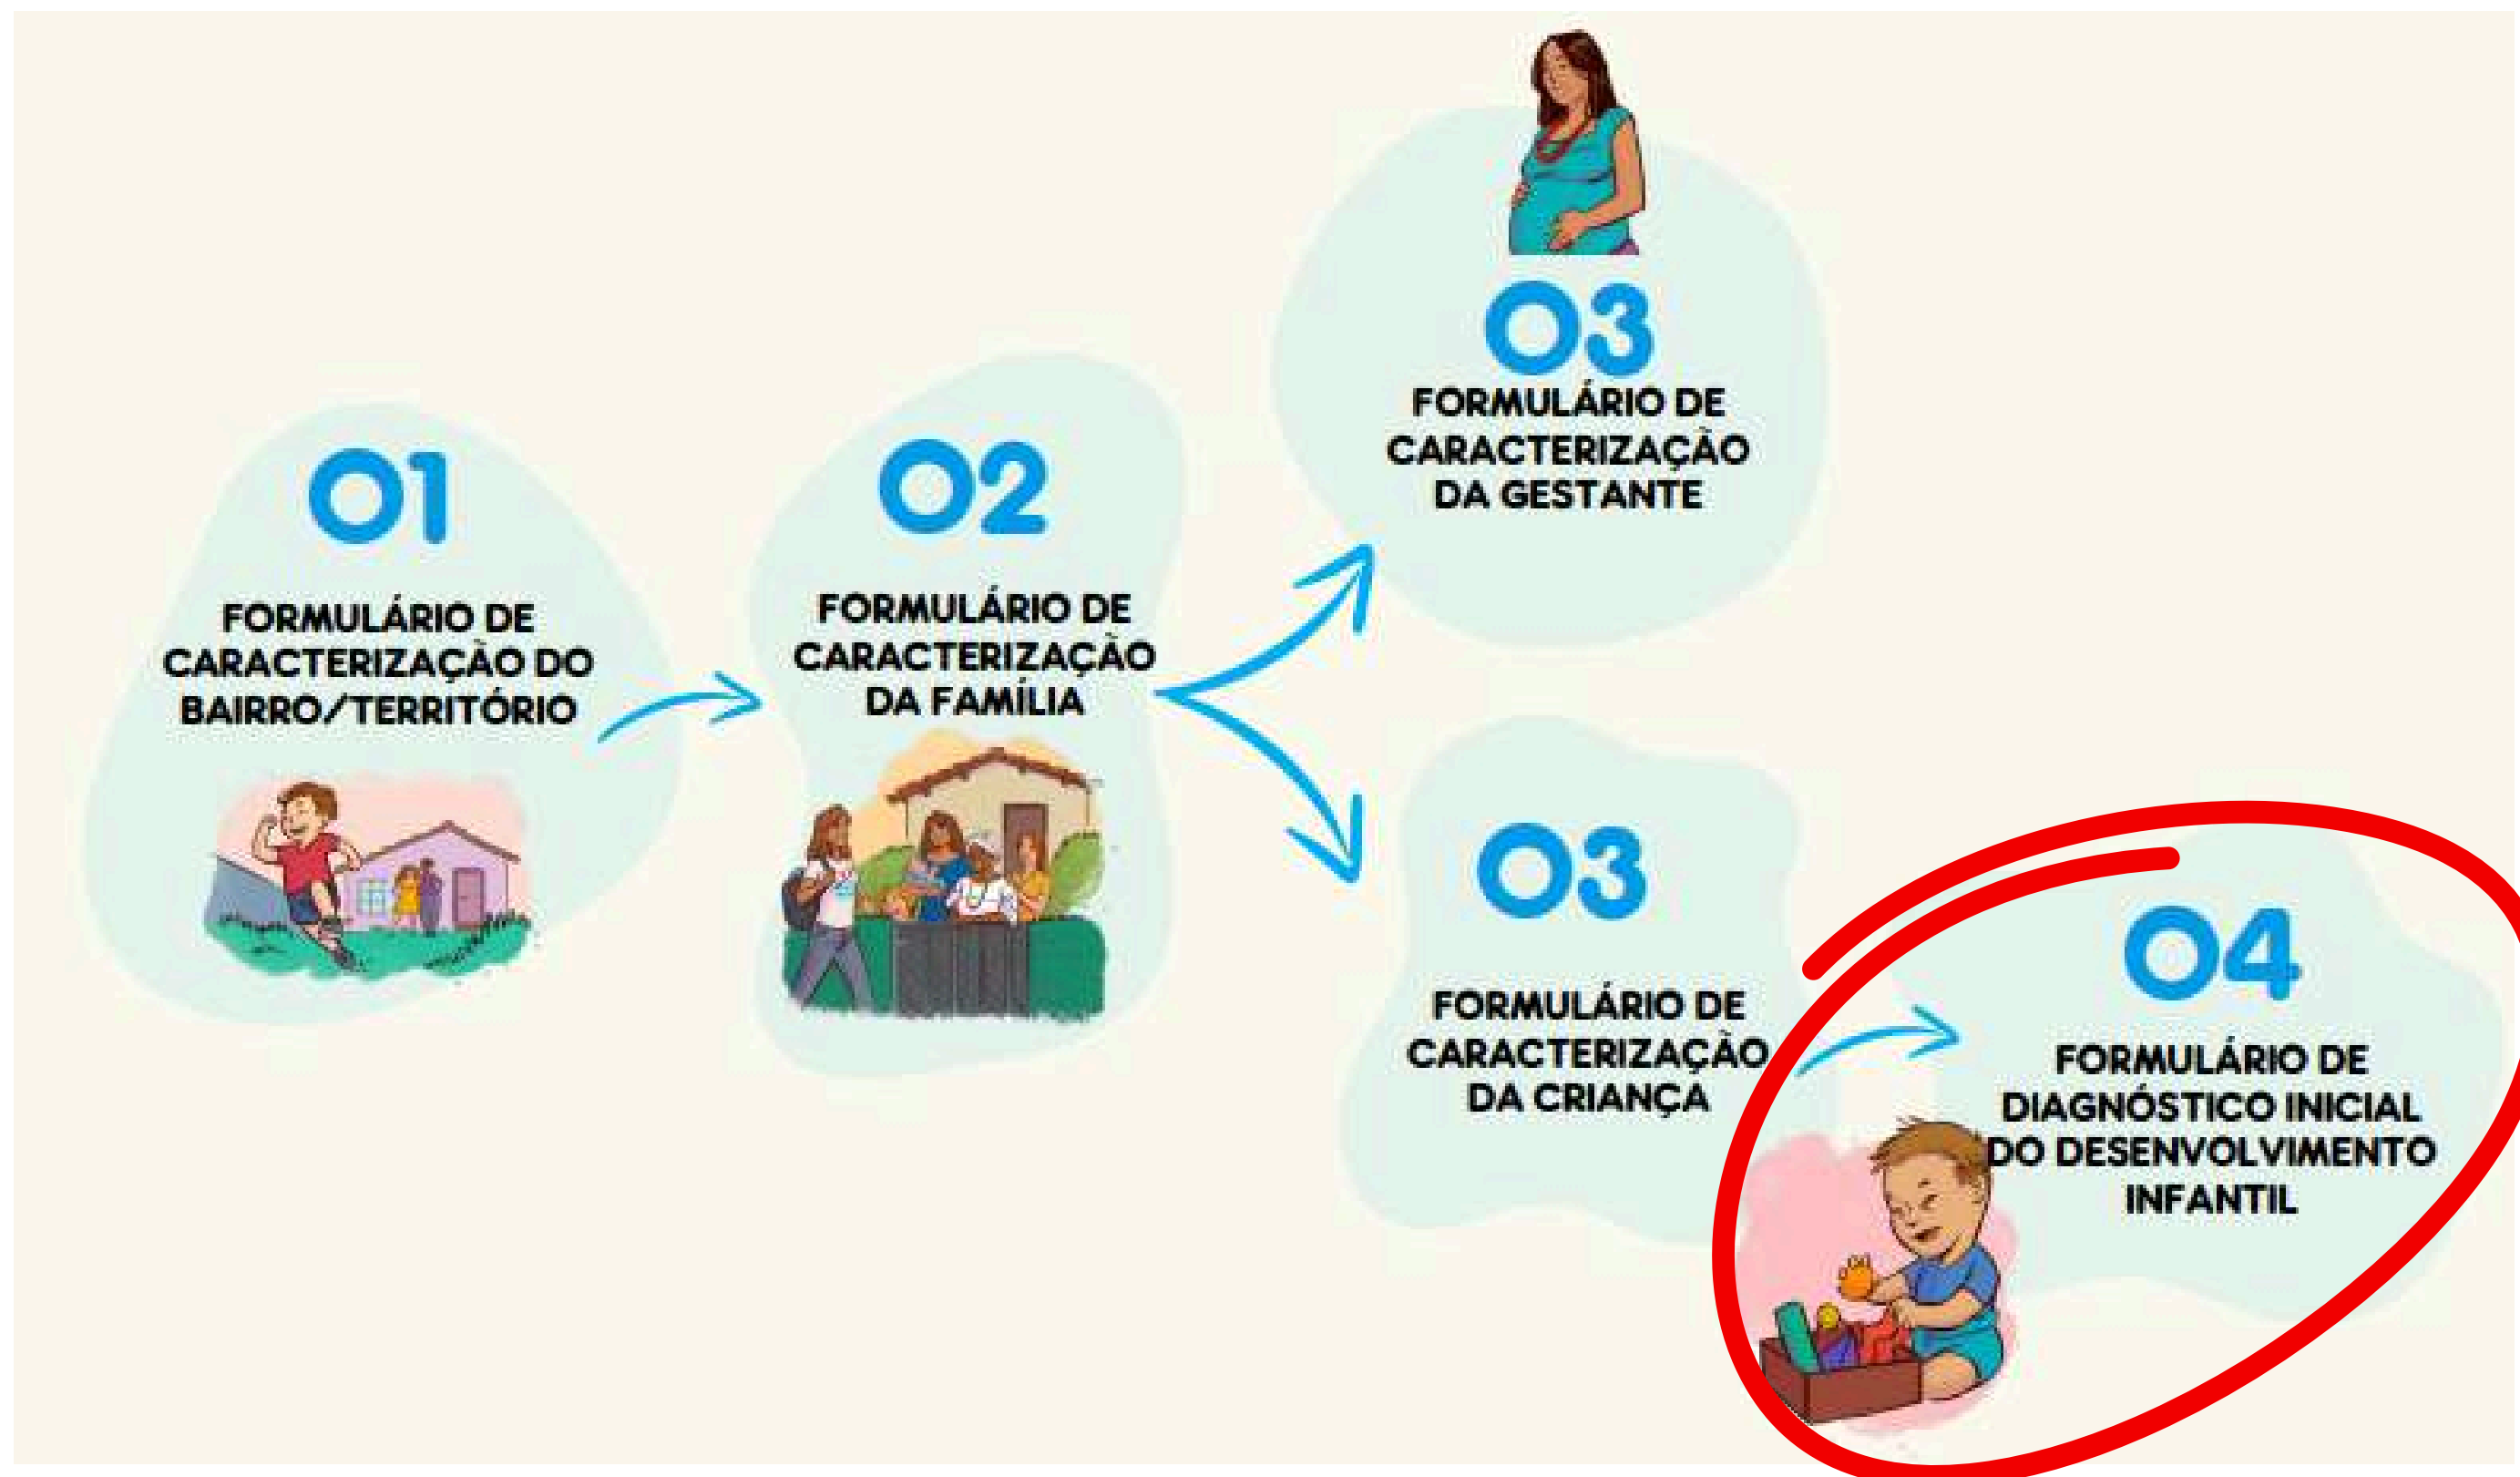 01
FORMULÁRIO DE
CARACTERIZAÇÃO DO
BAIRRO/TERRITÓRIO
02
FORMULÁRIO DE
CARACTERIZAÇÃO
DA FAMÍLIA
03
FORMULÁRIO DE
CARACTERIZAÇÃO
DA GESTANTE
03
FORMULÁRIO DE
CARACTERIZAÇÃO
DA CRIANÇA
04
FORMULÁRIO DE
DIAGNÓSTICO INICIAL
DO DESENVOLVIMENTO
INFANTIL